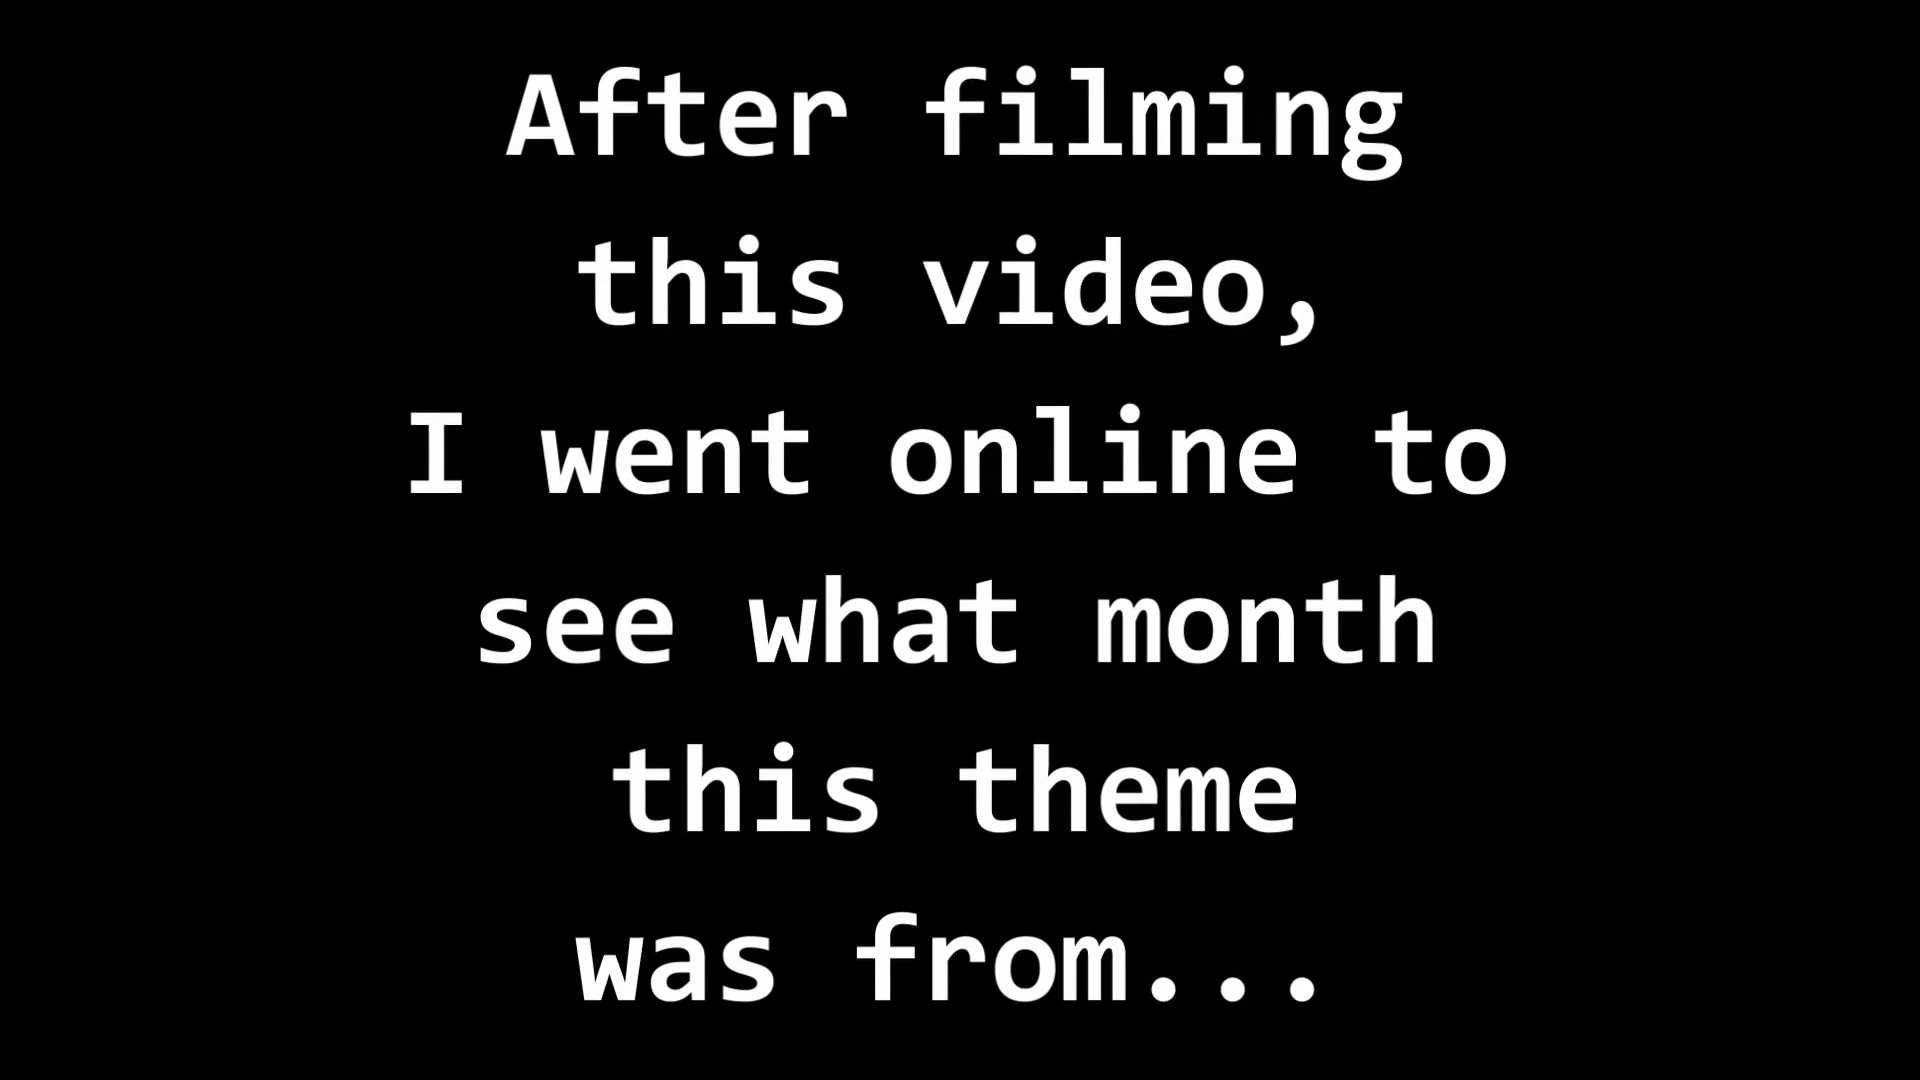 After filming
this video,
I went online to
see what month
this theme
was from...